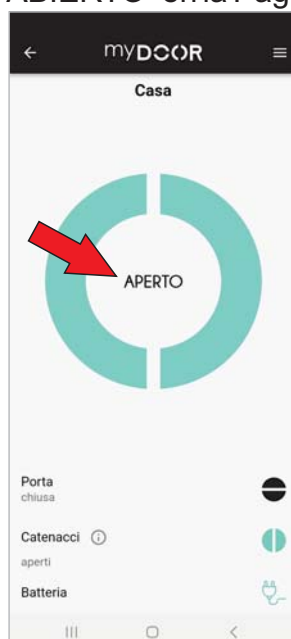 myDOOR
Casa
APERTO
Porta
chiusa
Catenacci
aperti
Batteria